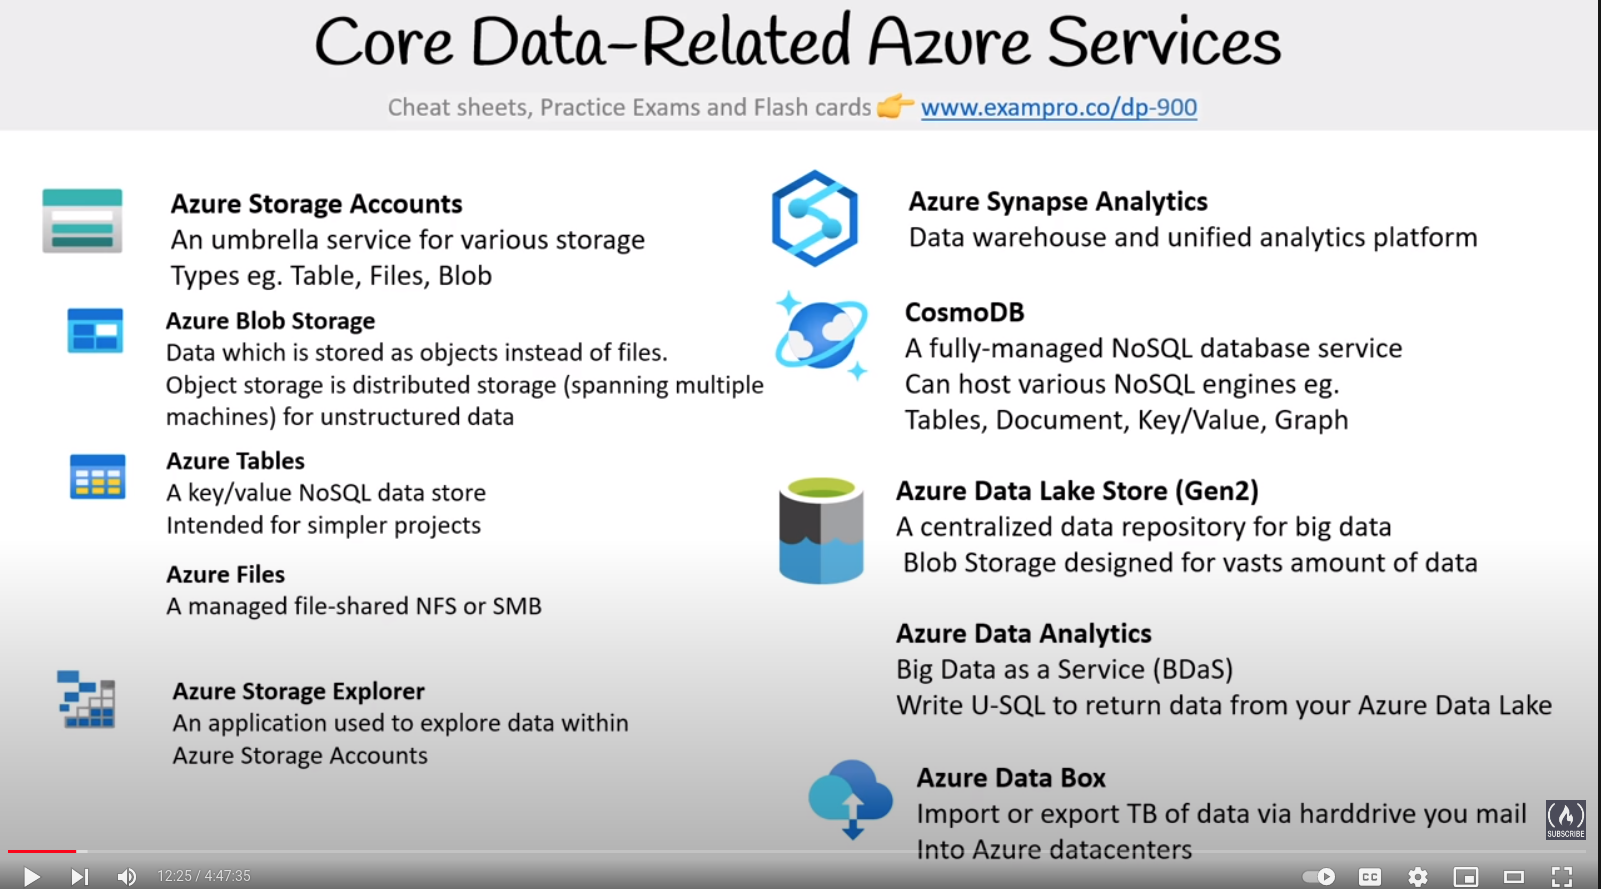 Core Data-Related Azure Services
Cheat sheets, Practice Exams and Flash cards 👉 www.exampro.co/dp-900
Azure Storage Accounts
An umbrella service for various storage
Types eg. Table, Files, Blob
Azure Blob Storage
Data which is stored as objects instead of files.
Object storage is distributed storage (spanning multiple
machines) for unstructured data
Azure Tables
A key/value NoSQL data store
Intended for simpler projects
Azure Files
A managed file-shared NFS or SMB
Azure Storage Explorer
An application used to explore data within
Azure Storage Accounts
Azure Synapse Analytics
Data warehouse and unified analytics platform
CosmoDB
A fully-managed NoSQL database service
Can host various NoSQL engines eg.
Tables, Document, Key/Value, Graph
Azure Data Lake Store (Gen2)
A centralized data repository for big data
Blob Storage designed for vasts amount of data
Azure Data Analytics
Big Data as a Service (BDaS)
Write U-SQL to return data from your Azure Data Lake
Azure Data Box
Import or export TB of data via harddrive you mail
Into Azure datacenters
SUBSCRIBE
12:25 / 4:47:35
CC